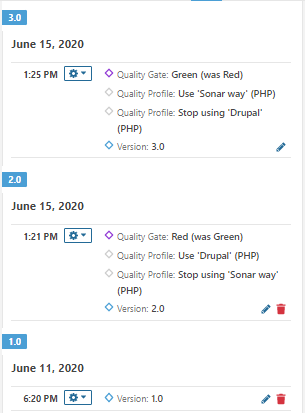 3.0
June 15, 2020
1:25 PM Quality Gate: Green (was Red)
Quality Profile: Use 'Sonar way' (PHP)
Quality Profile: Stop using 'Drupal'
(PHP)
Version: 3.0
2.0
June 15, 2020
1:21 PM Quality Gate: Red (was Green)
Quality Profile: Use 'Drupal' (PHP)
Quality Profile: Stop using 'Sonar way'
(PHP)
Version: 2.0
1.0
June 11, 2020
6:20 PM Version: 1.0